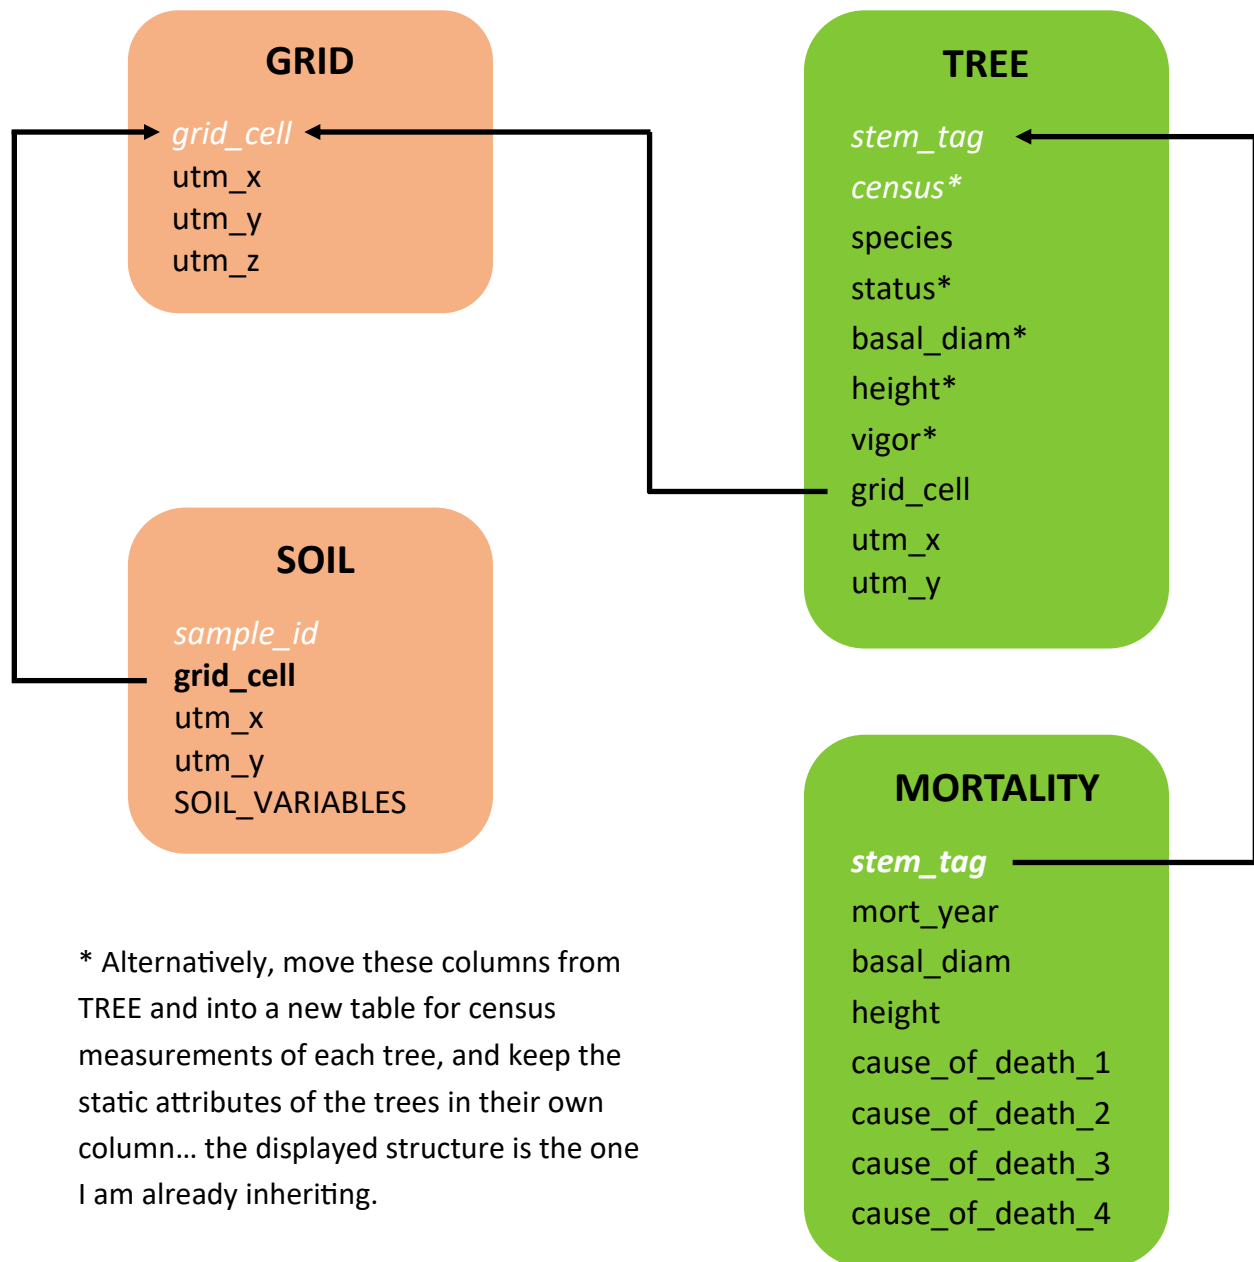 GRID
grid_cell
utm_x
utm_y
utm_z
TREE
stem_tag
census*
species
status*
basal_diam*
height*
vigor*
grid_cell
utm_x
utm_y
SOIL
sample_id
grid_cell
utm_x
utm_y
SOIL_VARIABLES
MORTALITY
stem_tag
mort_year
basal_diam
height
cause_of_death_1
cause_of_death_2
cause_of_death_3
cause_of_death_4
* Alternatively, move these columns from
TREE and into a new table for census
measurements of each tree, and keep the
static attributes of the trees in their own
column... the displayed structure is the one
I am already inheriting.